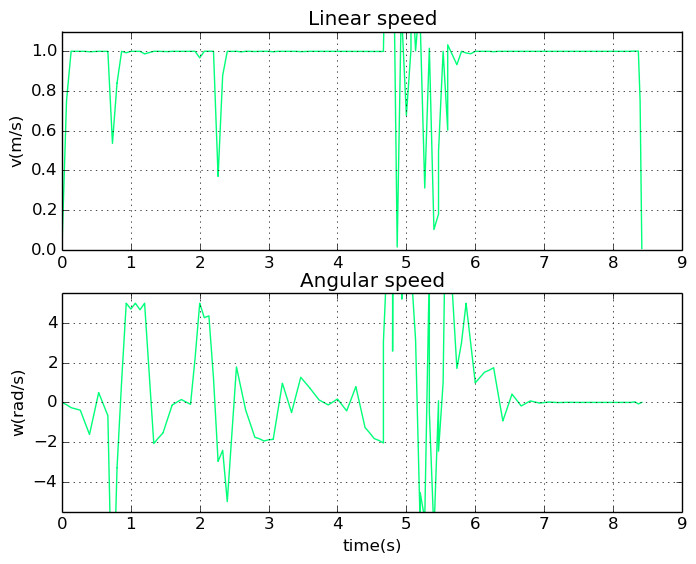 Linear speed
v(m/s)
1.0
0.8
0.6
0.4
0.2
0.0
0 1 2 3 4 5 6 7 8 9
Angular speed
w(rad/s)
4
2
0
−2
−4
0 1 2 3 4 5 6 7 8 9
time(s)